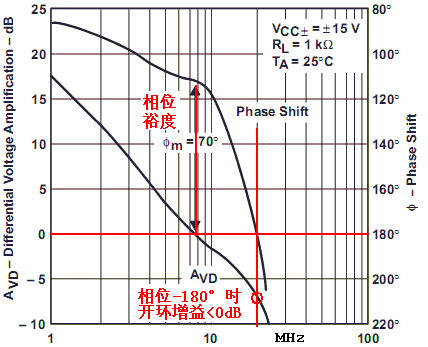 25
20
15
10
5
0
- 5
- 10
80°
100°
120°
140°
160°
180°
200°
220°
1
10
MHz
100
AVD – Differential Voltage Amplification – dB
ϕ – Phase Shift
VCC± = ±15 V
RL = 1 kΩ
TA = 25°C
相位
裕度
ϕm = 70°
Phase Shift
AVD
相位-180° 时
开环增益<0dB